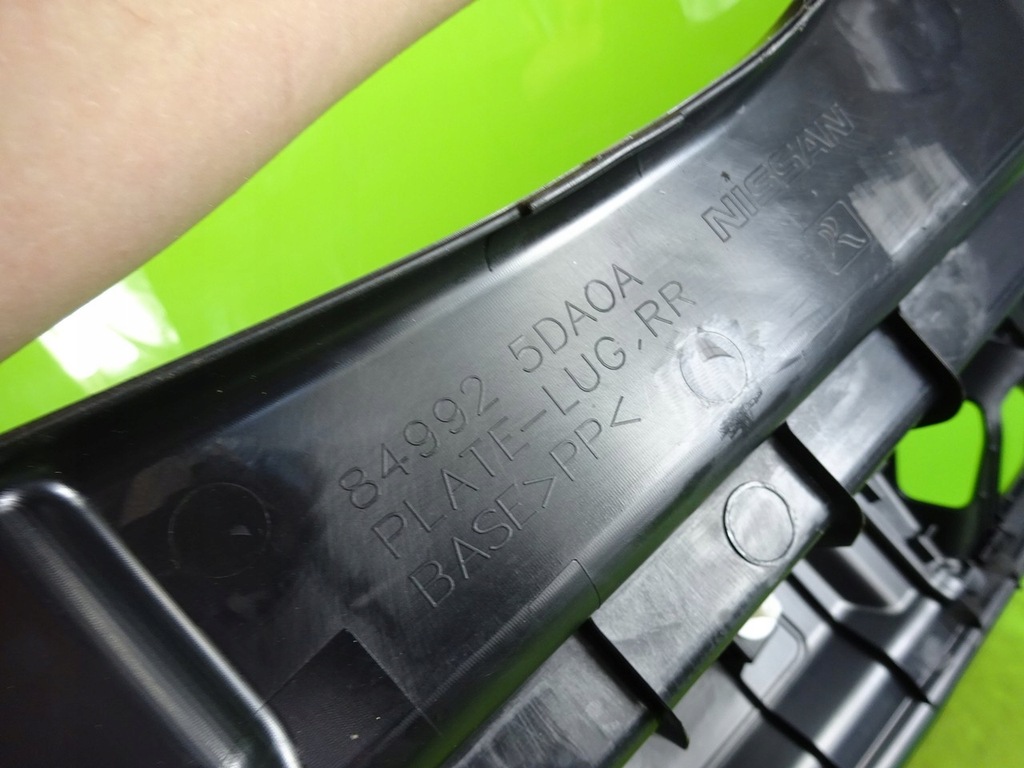 84992 5DA0A
PLATE-LUG,RR
BASE>PP<
NISSAN